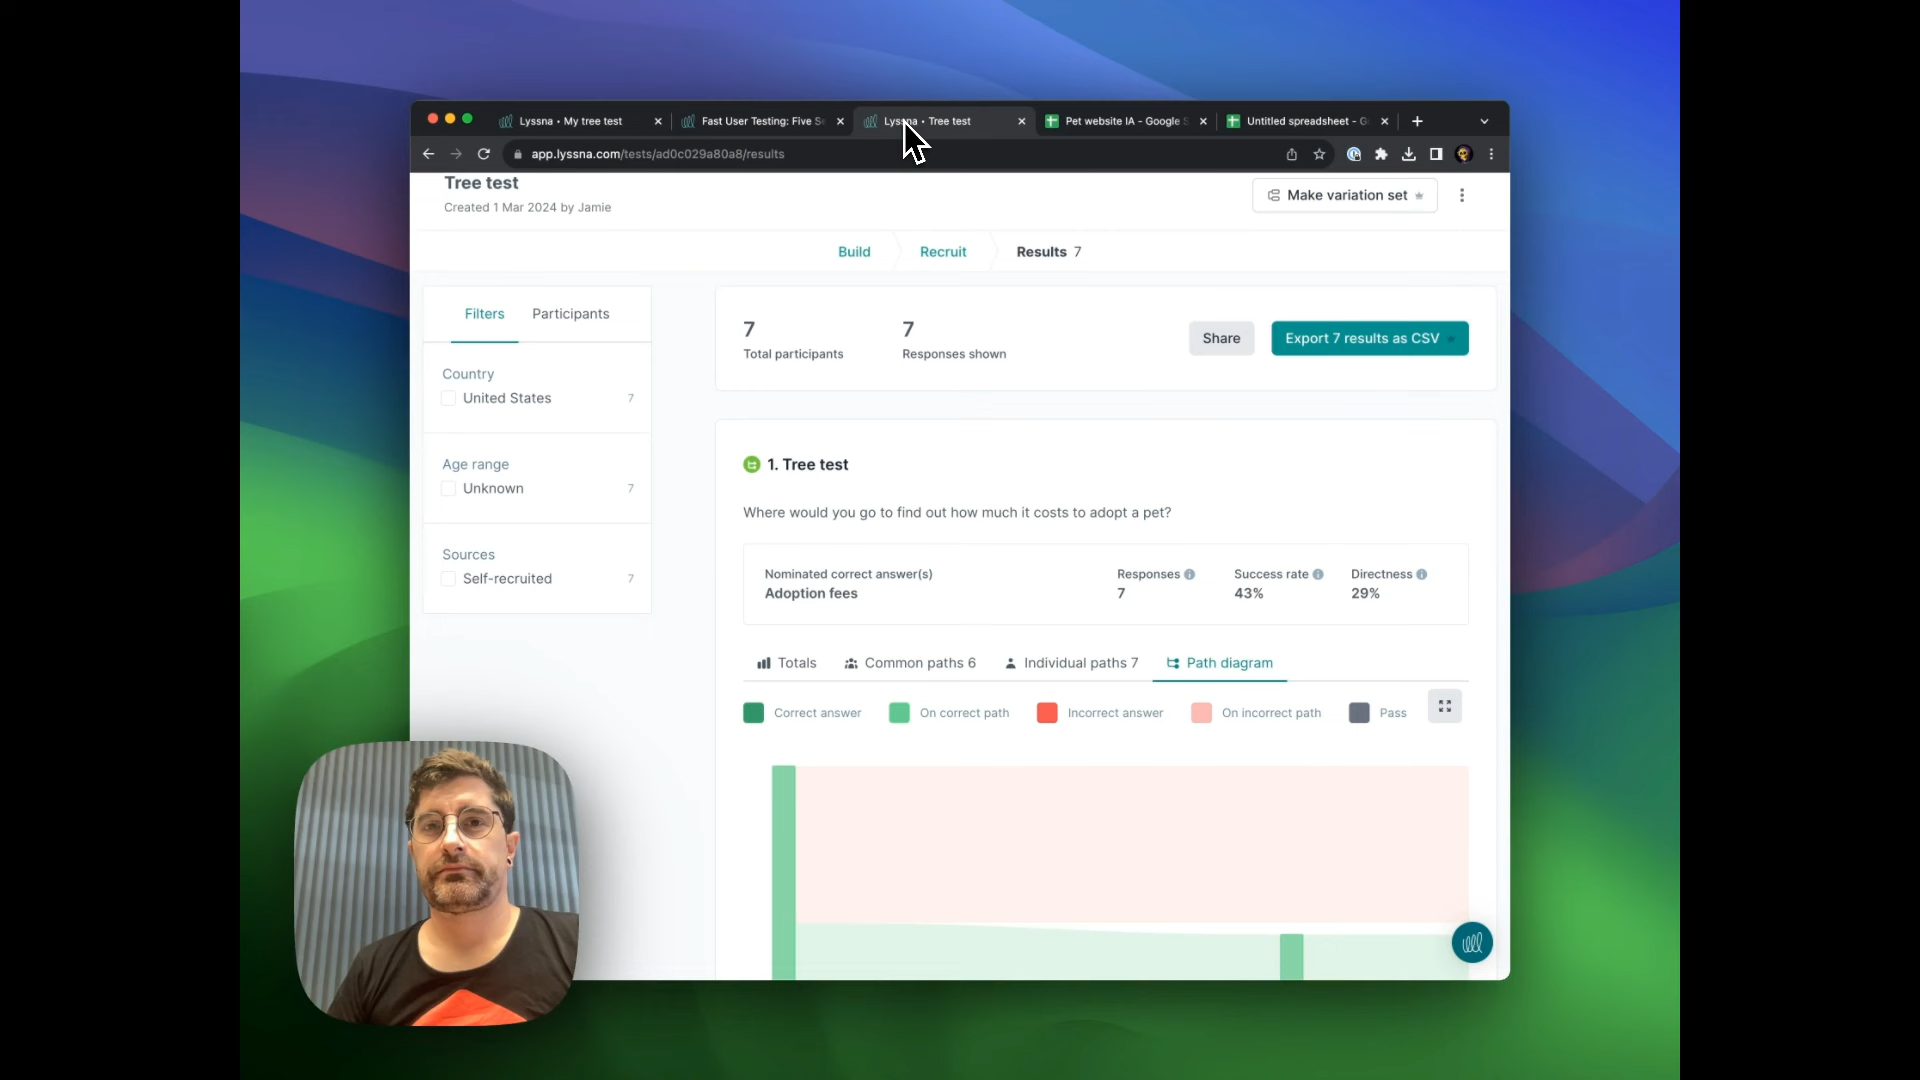 Lyssna • My tree test
Fast User Testing: Five Se
Lyssna • Tree test
Pet website IA - Google S
Untitled spreadsheet - G
app.lyssna.com/tests/ad0c029a80a8/results
Tree test
Created 1 Mar 2024 by Jamie
Make variation set
Build
Recruit
Results 7
Filters
Participants
7
Total participants
7
Responses shown
Share
Export 7 results as CSV
Country
United States 7
Age range
Unknown 7
Sources
Self-recruited 7
1. Tree test
Where would you go to find out how much it costs to adopt a pet?
Nominated correct answer(s)
Adoption fees
Responses
7
Success rate
43%
Directness
29%
Totals
Common paths 6
Individual paths 7
Path diagram
Correct answer
On correct path
Incorrect answer
On incorrect path
Pass